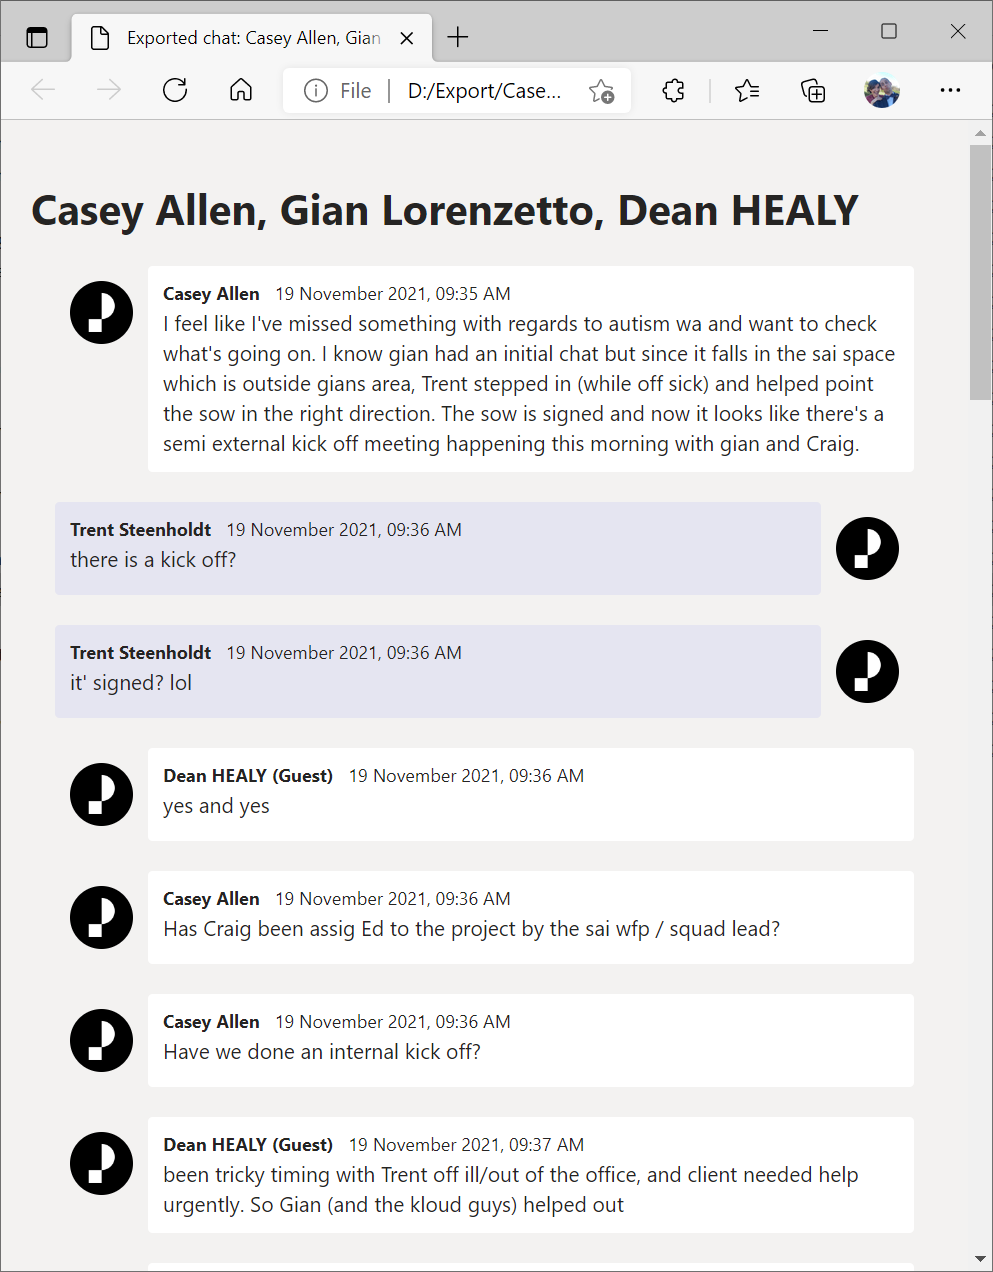 Exported chat: Casey Allen, Gian
File
D:/Export/Case...
Casey Allen, Gian Lorenzetto, Dean HEALY
Casey Allen 19 November 2021, 09:35 AM
I feel like I've missed something with regards to autism wa and want to check
what's going on. I know gian had an initial chat but since it falls in the sai space
which is outside gians area, Trent stepped in (while off sick) and helped point
the sow in the right direction. The sow is signed and now it looks like there's a
semi external kick off meeting happening this morning with gian and Craig.
Trent Steenholdt 19 November 2021, 09:36 AM
there is a kick off?
Trent Steenholdt 19 November 2021, 09:36 AM
it' signed? lol
Dean HEALY (Guest) 19 November 2021, 09:36 AM
yes and yes
Casey Allen 19 November 2021, 09:36 AM
Has Craig been assig Ed to the project by the sai wfp / squad lead?
Casey Allen 19 November 2021, 09:36 AM
Have we done an internal kick off?
Dean HEALY (Guest) 19 November 2021, 09:37 AM
been tricky timing with Trent off ill/out of the office, and client needed help
urgently. So Gian (and the kloud guys) helped out